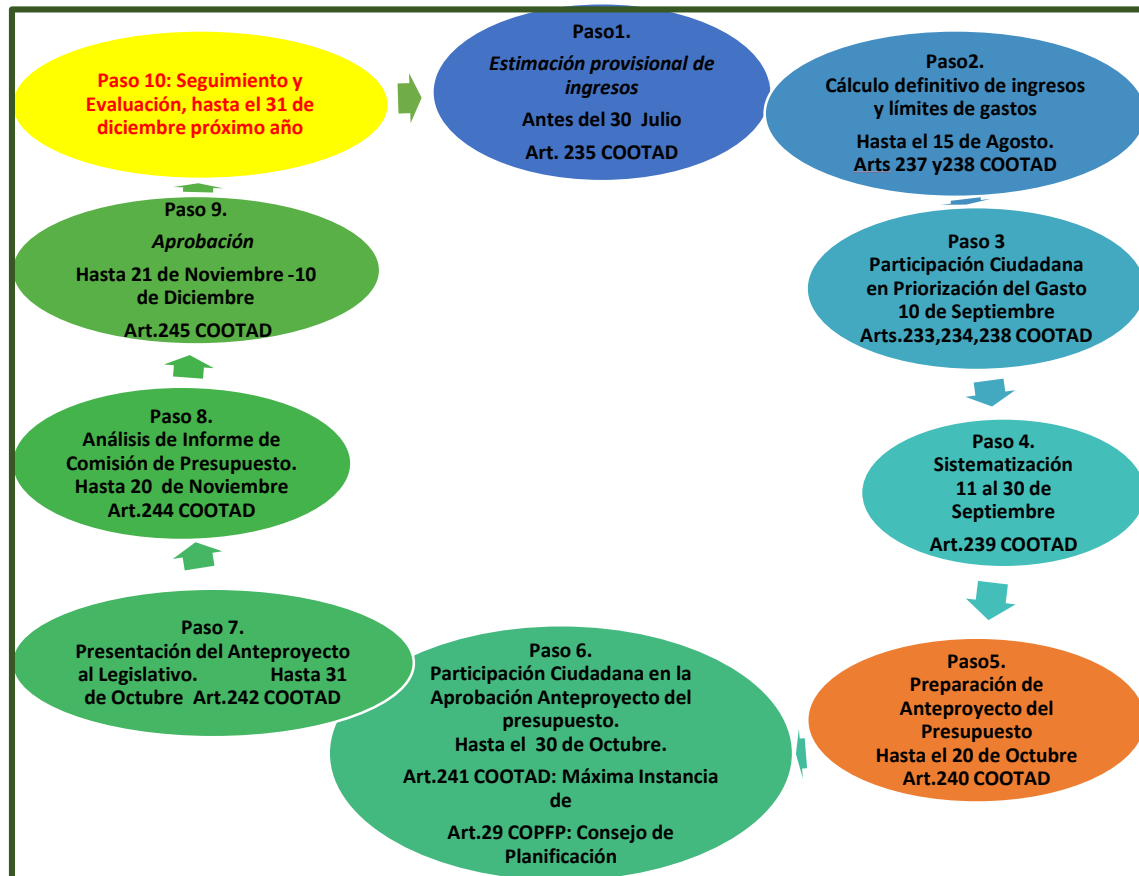 Paso1.
Estimación provisional de
ingresos
Antes del 30 Julio
Art. 235 COOTAD
Paso2.
Cálculo definitivo de ingresos
y límites de gastos
Hasta el 15 de Agosto.
Arts 237 y238 COOTAD
Paso 3
Participación Ciudadana
en Priorización del Gasto
10 de Septiembre
Arts.233,234,238 COOTAD
Paso 4.
Sistematización
11 al 30 de
Septiembre
Art.239 COOTAD
Paso5.
Preparación de
Anteproyecto del
Presupuesto
Hasta el 20 de Octubre
Art.240 COOTAD
Paso 6.
Participación Ciudadana en la
Aprobación Anteproyecto del
presupuesto.
Hasta el 30 de Octubre.
Art.241 COOTAD: Máxima Instancia
de
Art.29 COPFP: Consejo de
Planificación
Paso 7.
Presentación del Anteproyecto
al Legislativo. Hasta 31
de Octubre Art.242 COOTAD
Paso 8.
Análisis de Informe de
Comisión de Presupuesto.
Hasta 20 de Noviembre
Art.244 COOTAD
Paso 9.
Aprobación
Hasta 21 de Noviembre -10
de Diciembre
Art.245 COOTAD
Paso 10: Seguimiento y
Evaluación, hasta el 31 de
diciembre próximo año